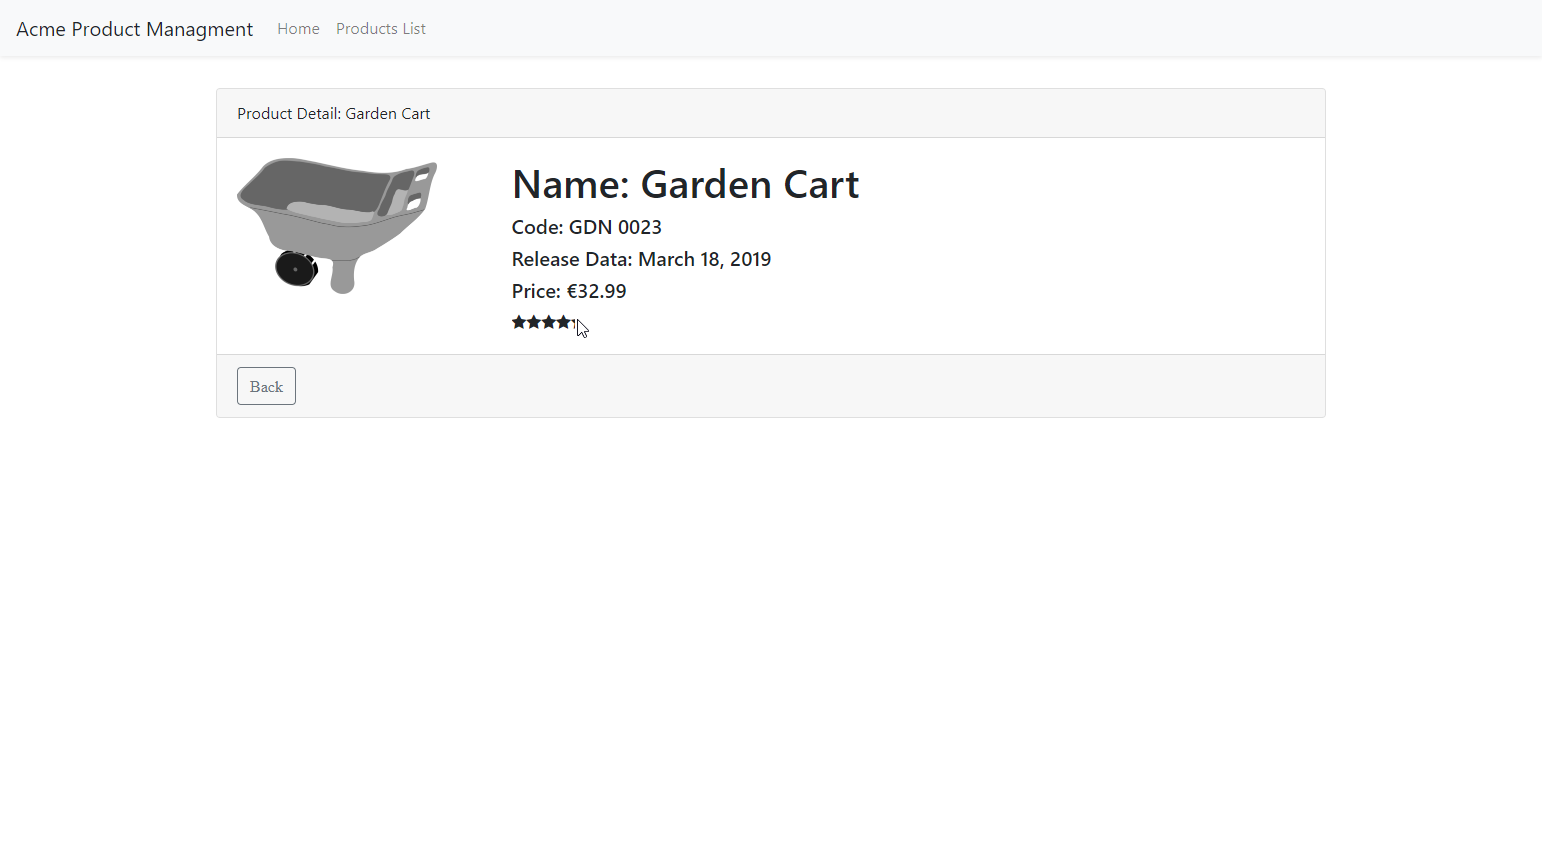 Acme Product Managment Home Products List
Product Detail: Garden Cart
Name: Garden Cart
Code: GDN 0023
Release Data: March 18, 2019
Price: €32.99
Back